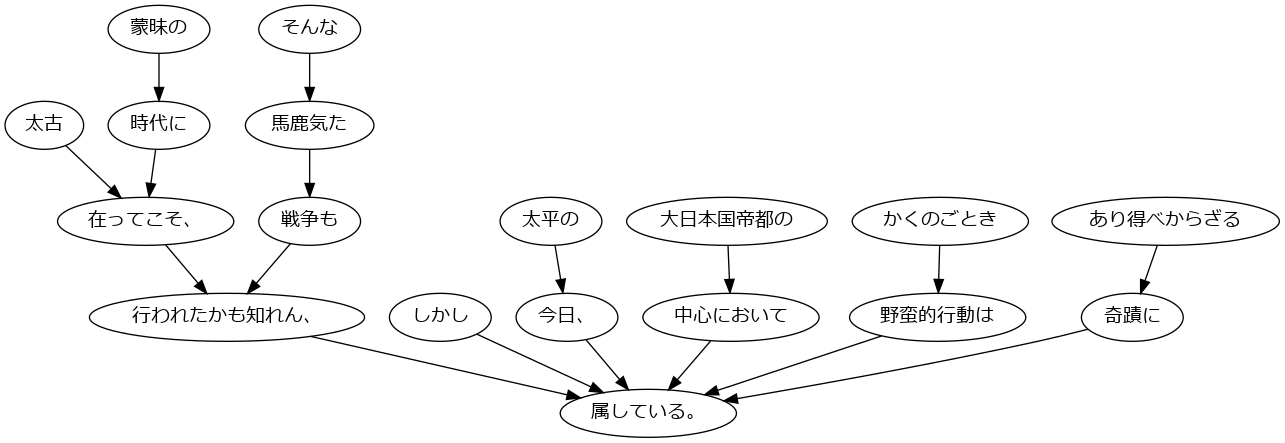 蒙昧の
そんな
太古
時代に
馬鹿気た
在ってこそ、
戦争も
太平の
大日本国帝都の
かくのごとき
あり得べからざる
行われたかも知れん、
しかし
今日、
中心において
野蛮的行動は
奇蹟に
属している。